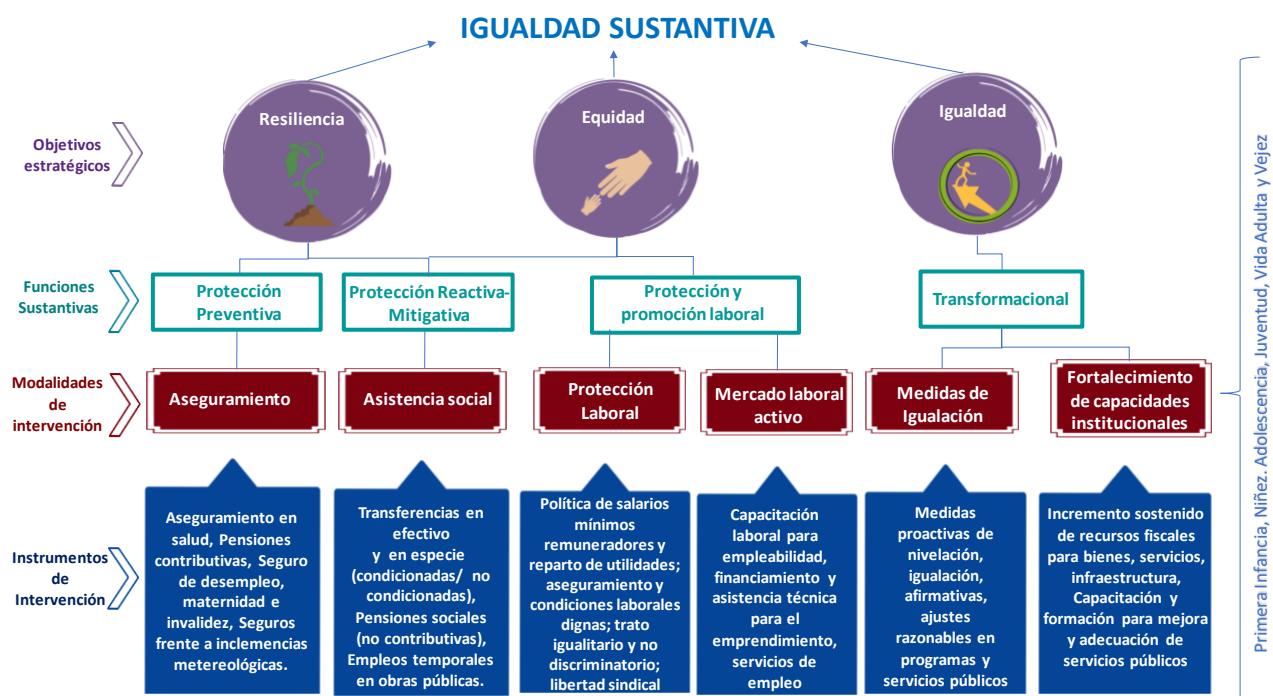 IGUALDAD SUSTANTIVA
Objetivos
estratégicos
Resiliencia
Equidad
Igualdad
Funciones
Sustantivas
Protección
Preventiva
Protección Reactiva-
Mitigativa
Protección y
promoción laboral
Transformacional
Modalidades
de
intervención
Aseguramiento
Asistencia social
Protección
Laboral
Mercado laboral
activo
Medidas de
Igualación
Fortalecimiento
de capacidades
institucionales
Instrumentos
de
Intervención
Aseguramiento en
salud, Pensiones
contributivas, Seguro
de desempleo,
maternidad e
invalidez, Seguros
frente a inclemencias
metereológicas.
Transferencias en
efectivo
y en especie
(condicionadas/ no
condicionadas),
Pensiones sociales
(no contributivas),
Empleos temporales
en obras públicas.
Política de salarios
mínimos
remuneradores y
reparto de utilidades;
aseguramiento y
condiciones laborales
dignas; trato
igualitario y no
discriminatorio;
libertad sindical
Capacitación
laboral para
empleabilidad,
financiamiento y
asistencia técnica
para el
emprendimiento,
servicios de
empleo
Medidas
proactivas de
nivelación,
igualación,
afirmativas,
ajustes
razonables en
programas y
servicios públicos
Incremento sostenido
de recursos fiscales
para bienes, servicios,
infraestructura,
Capacitación y
formación para mejora
y adecuación de
servicios públicos
Primera Infancia, Niñez. Adolescencia, Juventud, Vida Adulta y Vejez